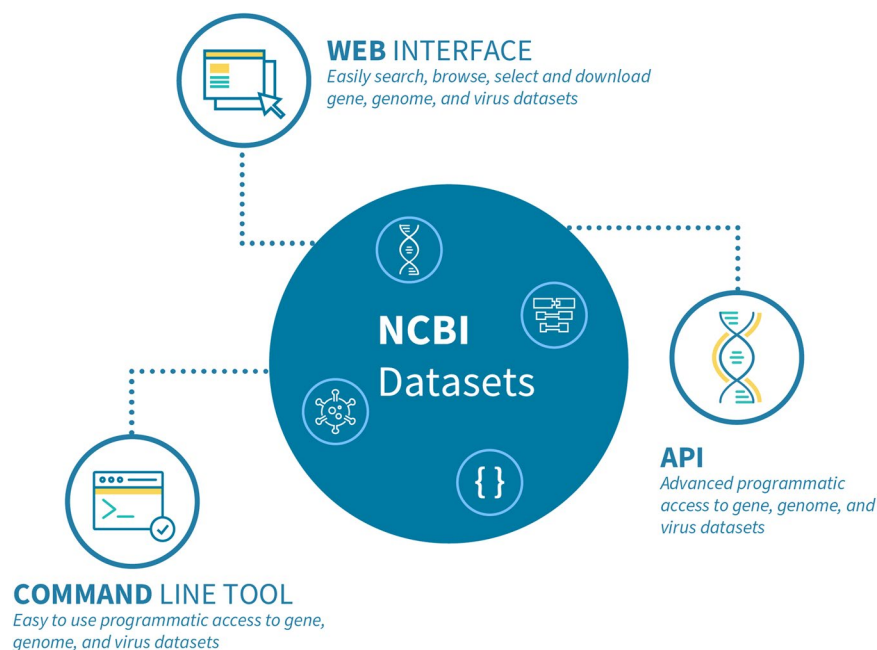 WEB INTERFACE
Easily search, browse, select and download
gene, genome, and virus datasets
NCBI
Datasets
{ }
API
Advanced programmatic
access to gene, genome, and
virus datasets
COMMAND LINE TOOL
Easy to use programmatic access to gene,
genome, and virus datasets